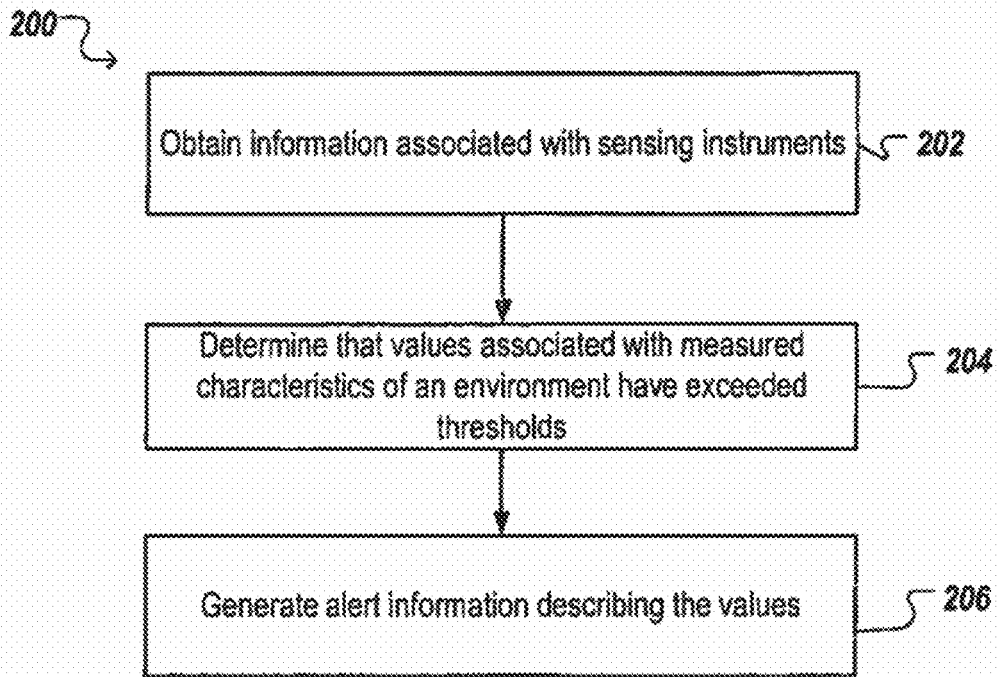 200
Obtain information associated with sensing instruments
202
Determine that values associated with measured
characteristics of an environment have exceeded
thresholds
204
Generate alert information describing the values
206